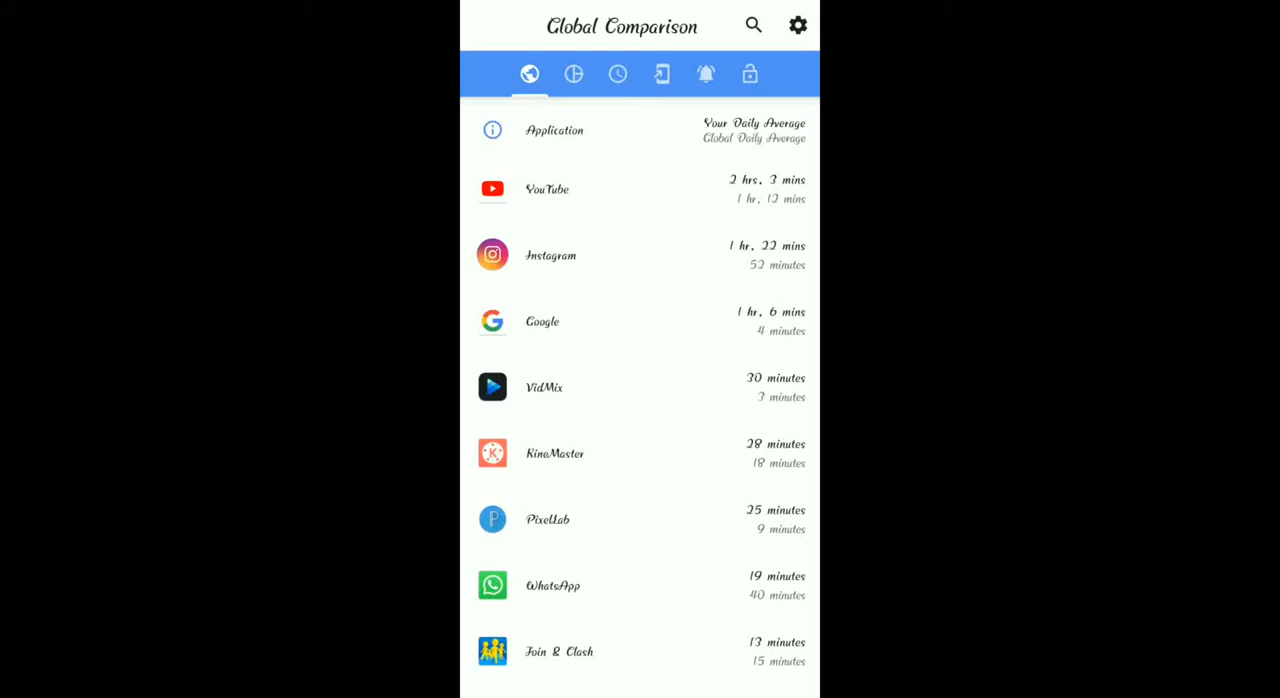 Global Comparison
Application
Your Daily Average
Global Daily Average
YouTube
2 hrs, 3 mins
1 hr, 12 mins
Instagram
1 hr, 22 mins
52 minutes
Google
1 hr, 6 mins
4 minutes
VidMix
30 minutes
3 minutes
KineMaster
28 minutes
18 minutes
PixelLab
25 minutes
9 minutes
WhatsApp
19 minutes
40 minutes
Join & Clash
13 minutes
15 minutes